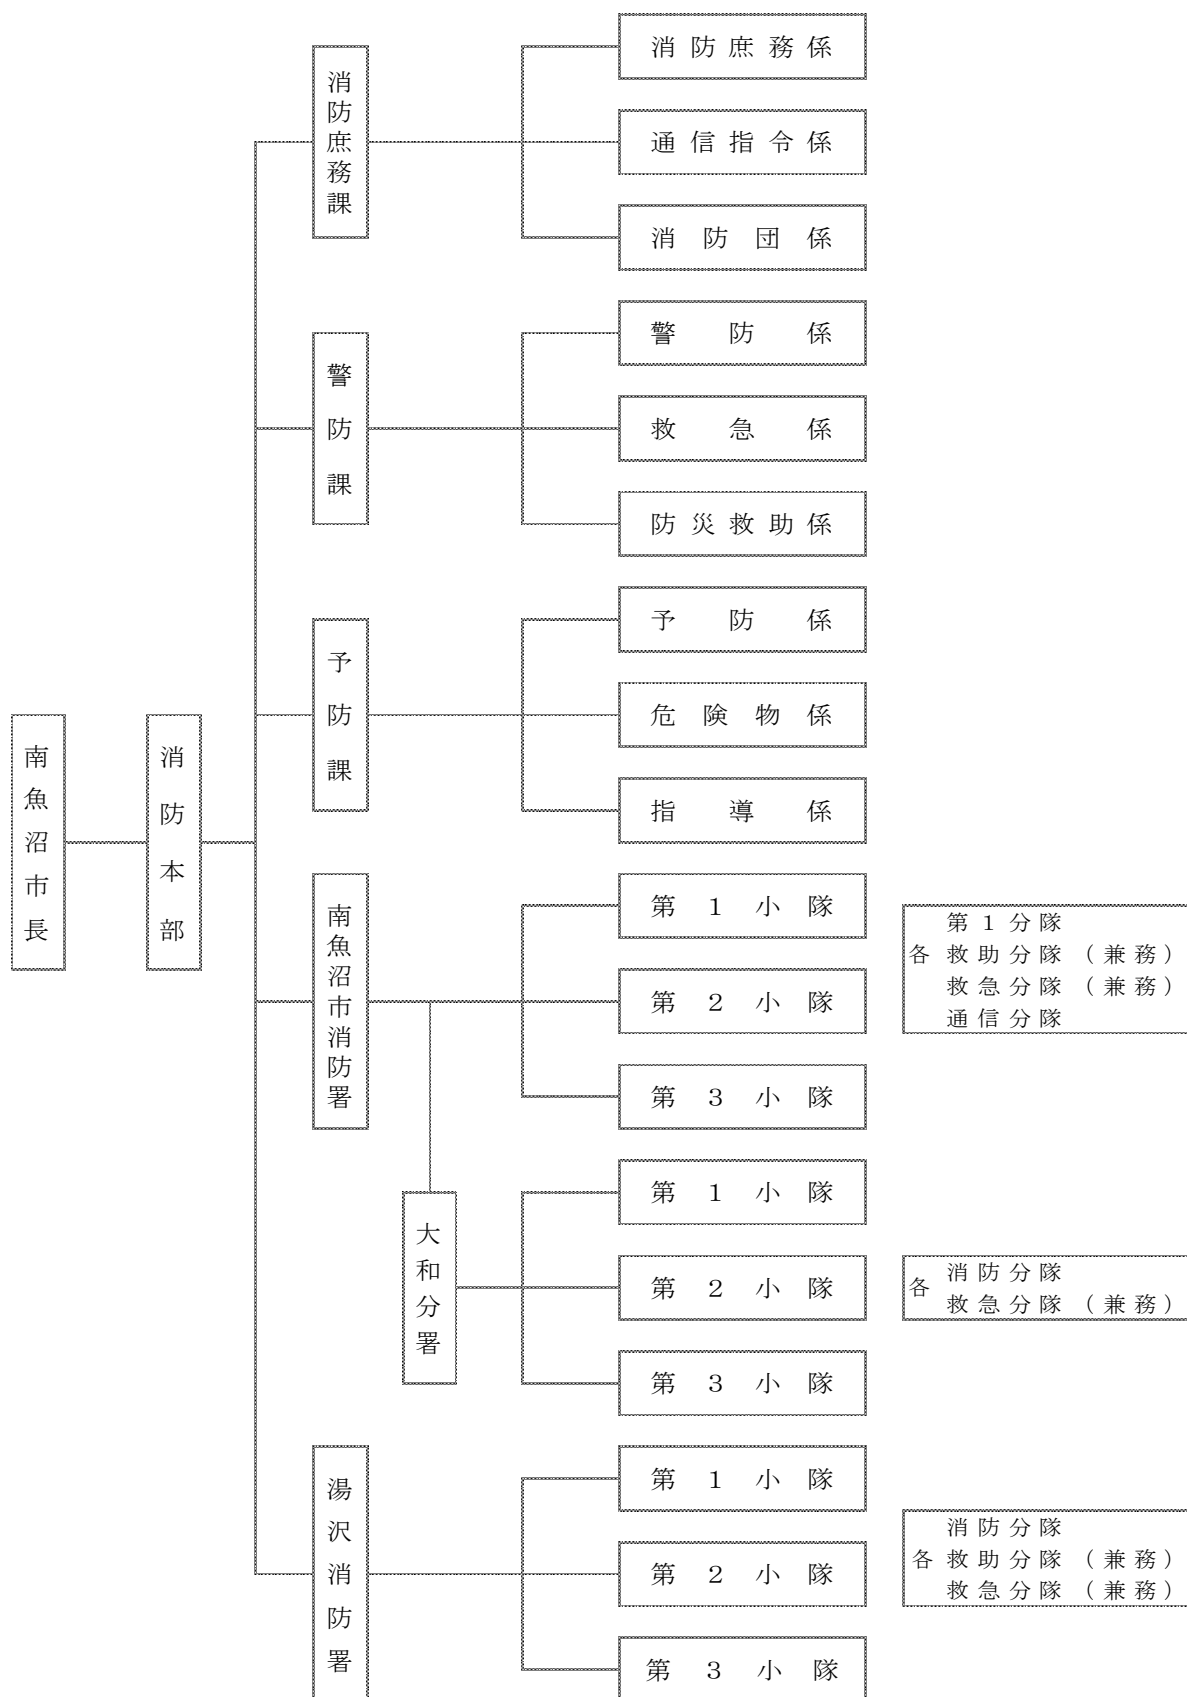 南魚沼市長
消防本部
消防庶務課
消防庶務係
通信指令係
消防団係
警防課
警防係
救急係
防災救助係
予防課
予防係
危険物係
指導係
南魚沼市消防署
第1小隊
第2小隊
第3小隊
第1分隊
各 救助分隊（兼務）
救急分隊（兼務）
通信分隊
大和分署
第1小隊
第2小隊
第3小隊
各
消防分隊
救急分隊（兼務）
湯沢消防署
第1小隊
第2小隊
第3小隊
消防分隊
各 救助分隊（兼務）
救急分隊（兼務）